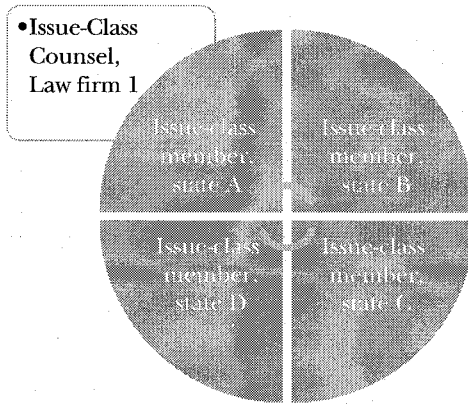 •Issue-Class
Counsel,
Law firm 1
Issue-class
member,
state A
Issue-class
member,
state B
Issue-class
member,
state D
Issue-class
member,
state C